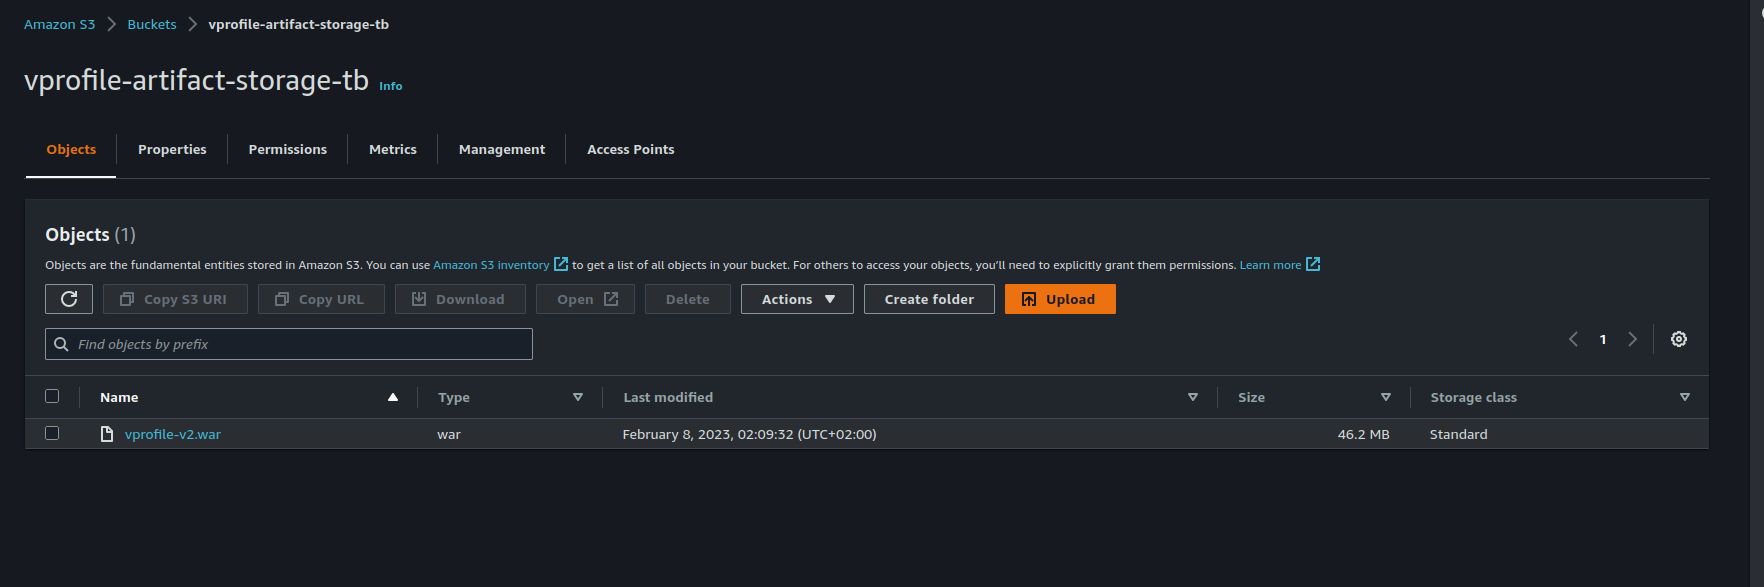 Amazon S3 > Buckets > vprofile-artifact-storage-tb
vprofile-artifact-storage-tb Info
Objects Properties Permissions Metrics Management Access Points
Objects (1)
Objects are the fundamental entities stored in Amazon S3. You can use Amazon S3 inventory to get a list of all objects in your bucket. For others to access your objects, you'll need to explicitly grant them permissions. Learn more
Copy S3 URI Copy URL Download Open Delete Actions Create folder Upload
Find objects by prefix 1
Name Type Last modified Size Storage class
vprofile-v2.war war February 8, 2023, 02:09:32 (UTC+02:00) 46.2 MB Standard